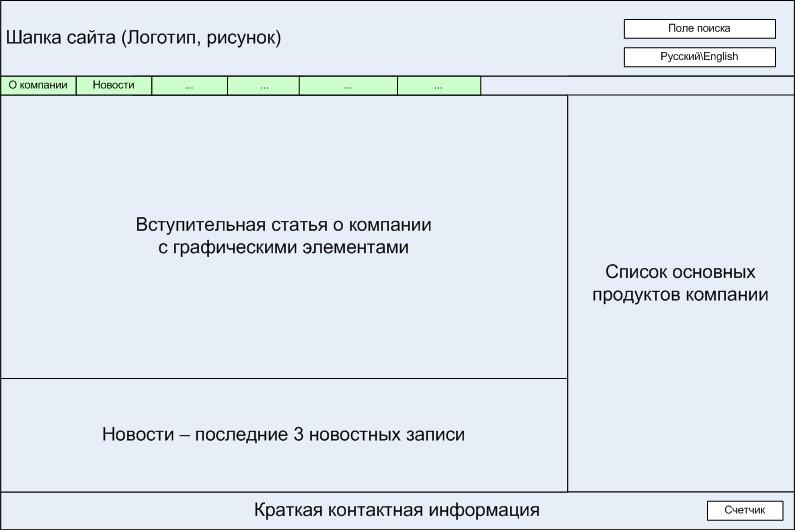 Шапка сайта (Логотип, рисунок)
Поле поиска
Русский\English
О компании
Новости
...
...
...
...
Вступительная статья о компании
с графическими элементами
Список основных
продуктов компании
Новости – последние 3 новостных записи
Краткая контактная информация
Счетчик